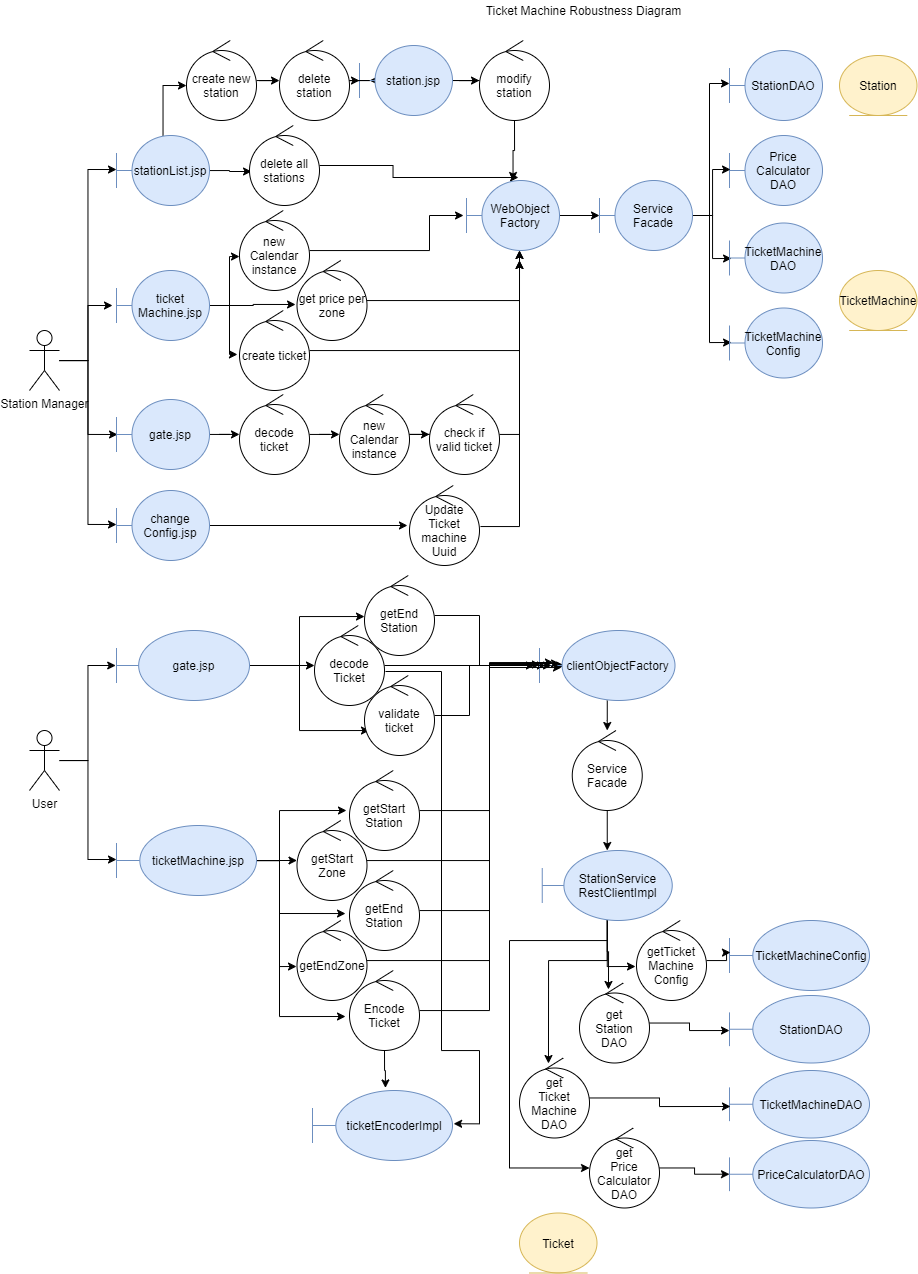 Ticket Machine Robustness Diagram
create new
station
delete
station
station.jsp
modify
station
StationDAO
Station
stationList.jsp
delete all
stations
Price
Calculator
DAO
WebObject
Factory
Service
Facade
new
Calendar
instance
TicketMachine
DAO
ticket
Machine.jsp
get price per
zone
TicketMachine
create ticket
TicketMachine
Config
Station Manager
gate.jsp
decode
ticket
new
Calendar
instance
check if
valid ticket
change
Config.jsp
Update
Ticket
machine
Uuid
getEnd
Station
gate.jsp
decode
Ticket
clientObjectFactory
validate
ticket
User
Service
Facade
getStart
Station
ticketMachine.jsp
getStart
Zone
StationService
RestClientImpl
getEnd
Station
getEndZone
getTicket
Machine
Config
TicketMachineConfig
Encode
Ticket
get
Station
DAO
StationDAO
get
Ticket
Machine
DAO
TicketMachineDAO
ticketEncoderImpl
get
Price
Calculator
DAO
PriceCalculatorDAO
Ticket